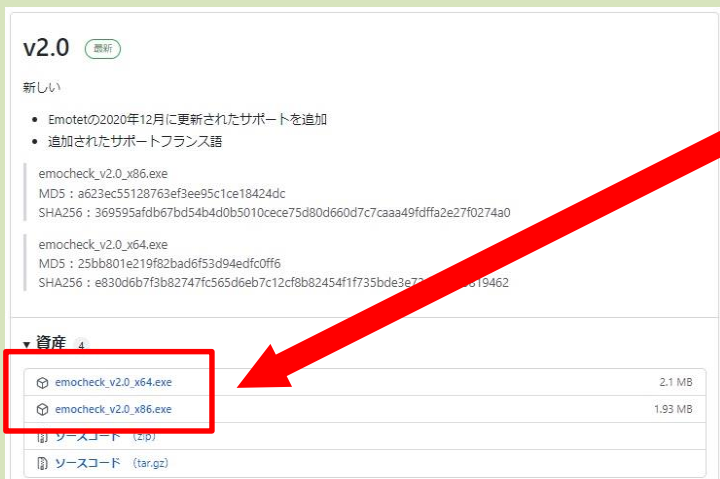 v2.0 最新
新しい
• Emotetの2020年12月に更新されたサポートを追加
• 追加されたサポートフランス語
emocheck_v2.0_x86.exe
MD5：a623ec55128763ef3ee95c1ce18424dc
SHA256：369595afdb67bd54b4d0b5010cece75d80d660d7c7caaa49fdffa2e27f0274a0
emocheck_v2.0_x64.exe
MD5：25bb801e219f82bad6f53d94edfc0ff6
SHA256：
▾ 資産 4
emocheck_v2.0_x64.exe 2.1 MB
emocheck_v2.0_x86.exe 1.93 MB
ソースコード （zip）
ソースコード （tar.gz）